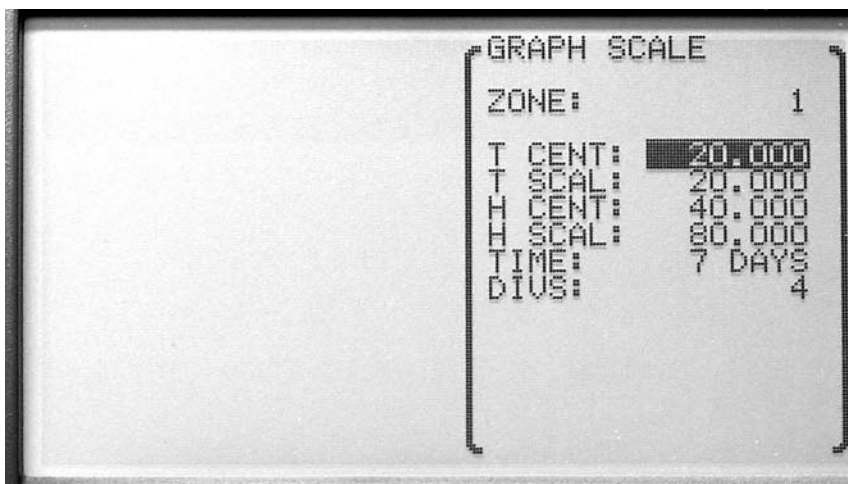 GRAPH SCALE
ZONE: 1
T CENT: 20.000
T SCAL: 20.000
H CENT: 40.000
H SCAL: 80.000
TIME: 7 DAYS
DIVS: 4